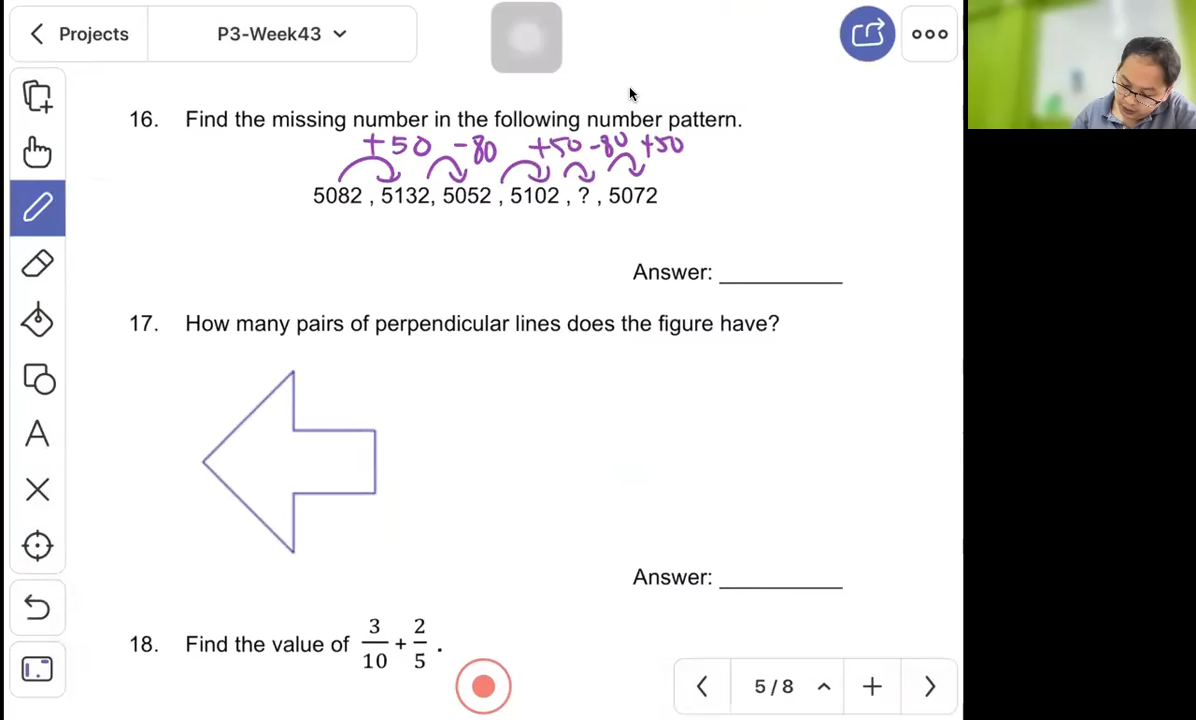 Projects
P3-Week43
16. Find the missing number in the following number pattern.
+50 -80 +50 -80 +50
5082 , 5132, 5052 , 5102 , ? , 5072
Answer: __________
17. How many pairs of perpendicular lines does the figure have?
Answer: __________
18. Find the value of 3/10 + 2/5 .
A
5 / 8